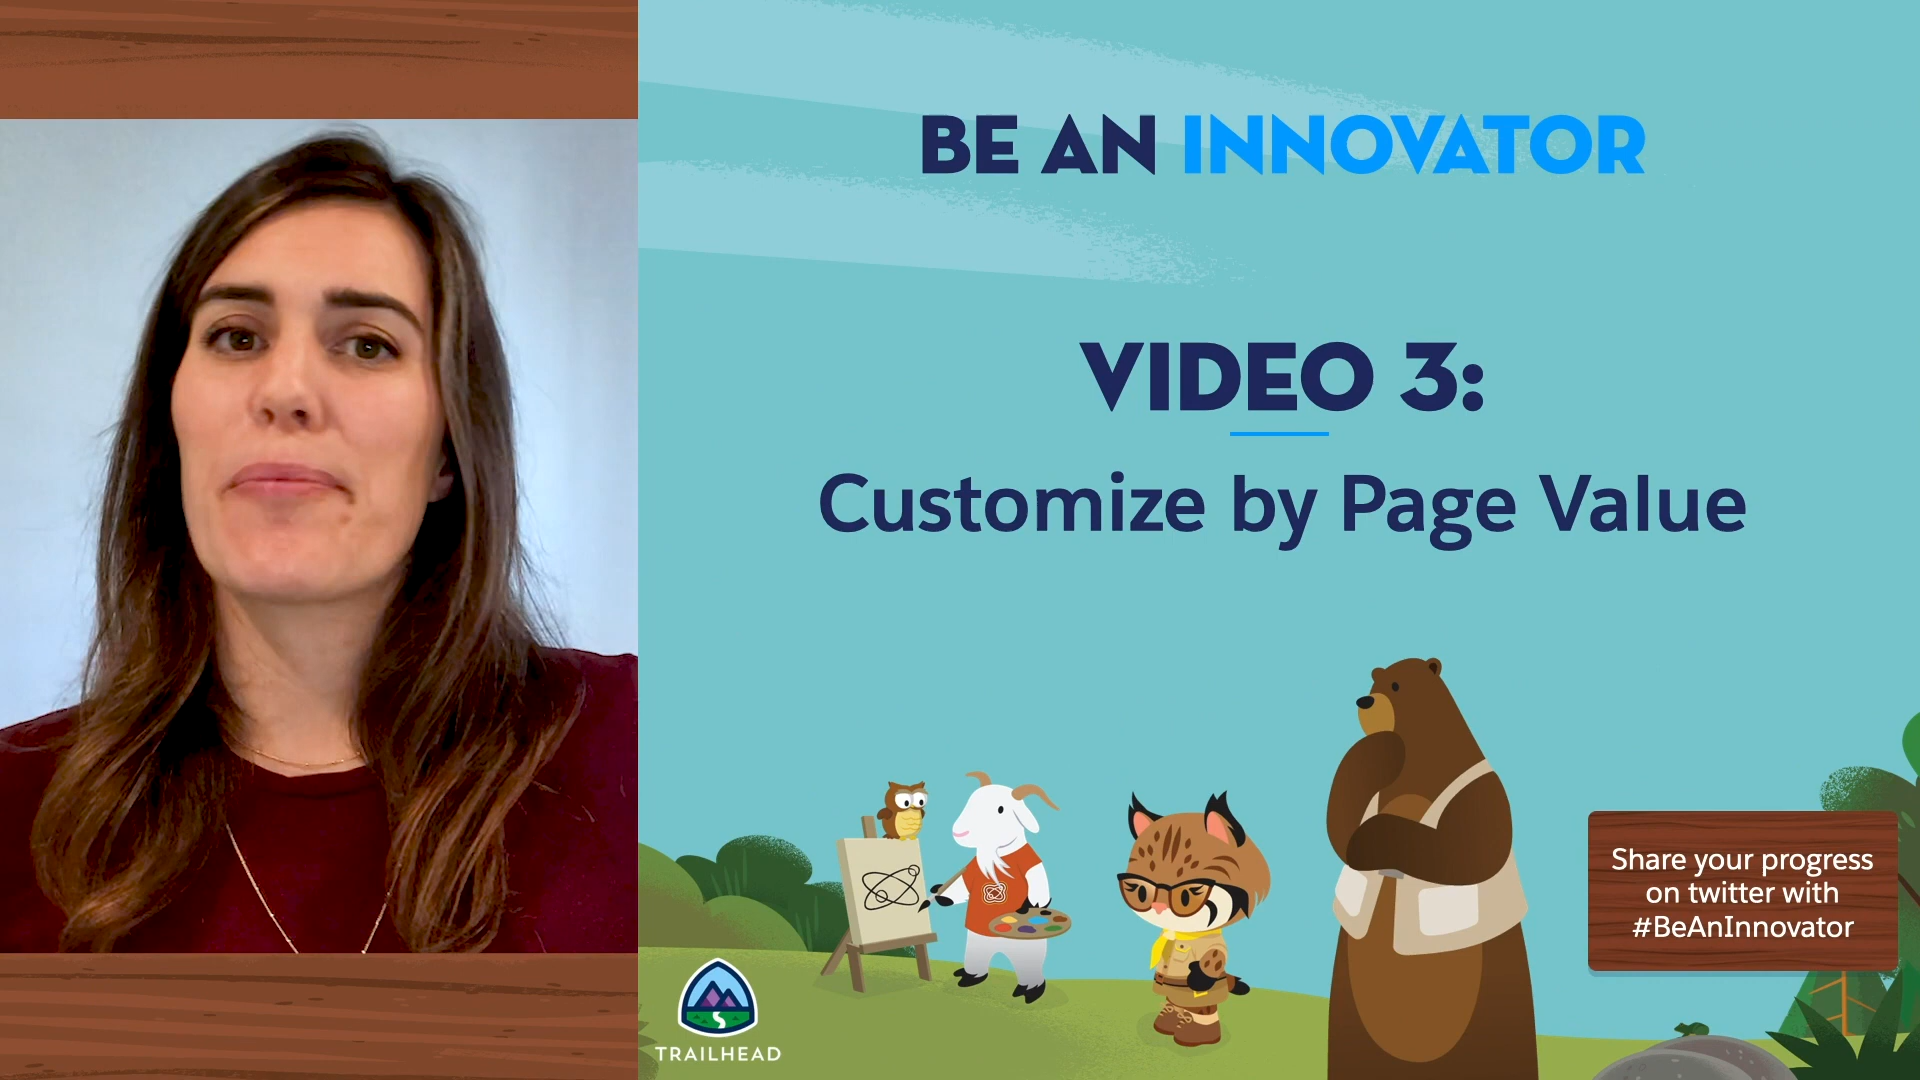 BE AN INNOVATOR
VIDEO 3:
Customize by Page Value
Share your progress
on twitter with
#BeAnInnovator
TRAILHEAD